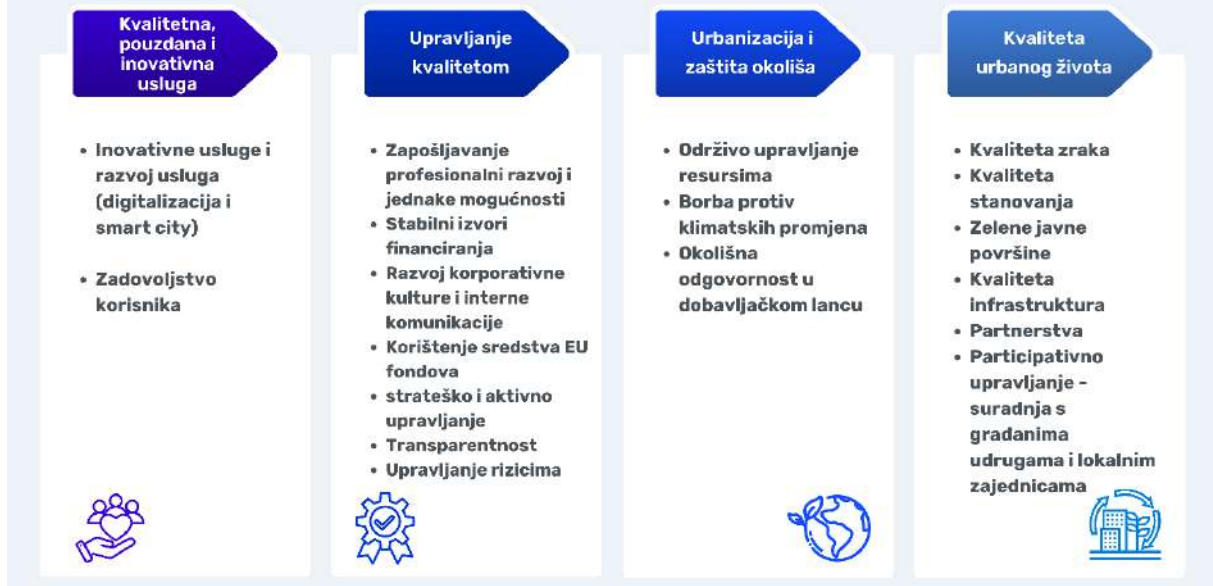 Kvalitetna,
pouzdana i
inovativna
usluga
• Inovativne usluge i
razvoj usluga
(digitalizacija i
smart city)
• Zadovoljstvo
korisnika
Upravljanje
kvalitetom
• Zapošljavanje
profesionalni razvoj i
jednake mogućnosti
• Stabilni izvori
financiranja
• Razvoj korporativne
kulture i interne
komunikacije
• Korištenje sredstva EU
fondova
• strateško i aktivno
upravljanje
• Transparentnost
• Upravljanje rizicima
Urbanizacija i
zaštita okoliša
• Održivo upravljanje
resursima
• Borba protiv
klimatskih promjena
• Okolišna
odgovornost u
dobavljačkom lancu
Kvaliteta
urbanog života
• Kvaliteta zraka
• Kvaliteta
stanovanja
• Zelene javne
površine
• Kvaliteta
infrastruktura
• Partnerstva
• Participativno
upravljanje -
suradnja s
građanima
udrugama i lokalnim
zajednicama